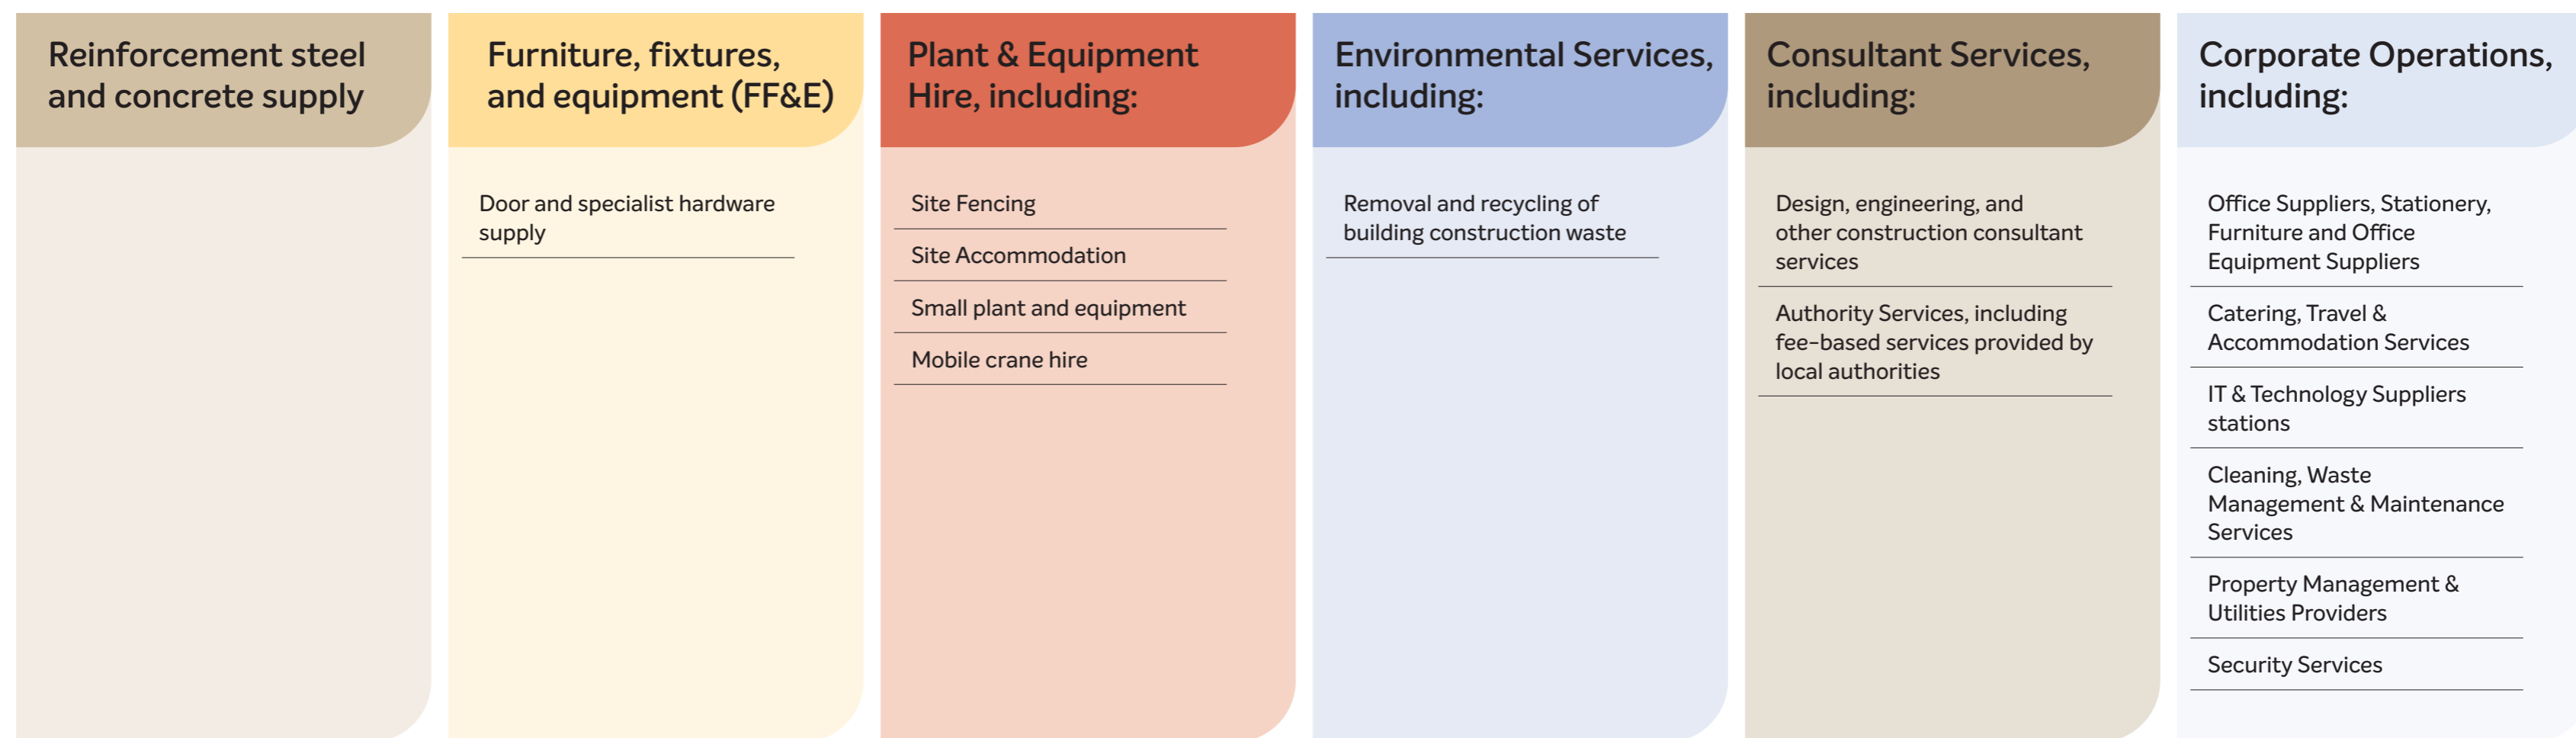 Reinforcement steel
and concrete supply
Furniture, fixtures,
and equipment (FF&E)
Door and specialist hardware
supply
Plant & Equipment
Hire, including:
Site Fencing
Site Accommodation
Small plant and equipment
Mobile crane hire
Environmental Services,
including:
Removal and recycling of
building construction waste
Consultant Services,
including:
Design, engineering, and
other construction consultant
services
Authority Services, including
fee-based services provided by
local authorities
Corporate Operations,
including:
Office Suppliers, Stationery,
Furniture and Office
Equipment Suppliers
Catering, Travel &
Accommodation Services
IT & Technology Suppliers
stations
Cleaning, Waste
Management & Maintenance
Services
Property Management &
Utilities Providers
Security Services